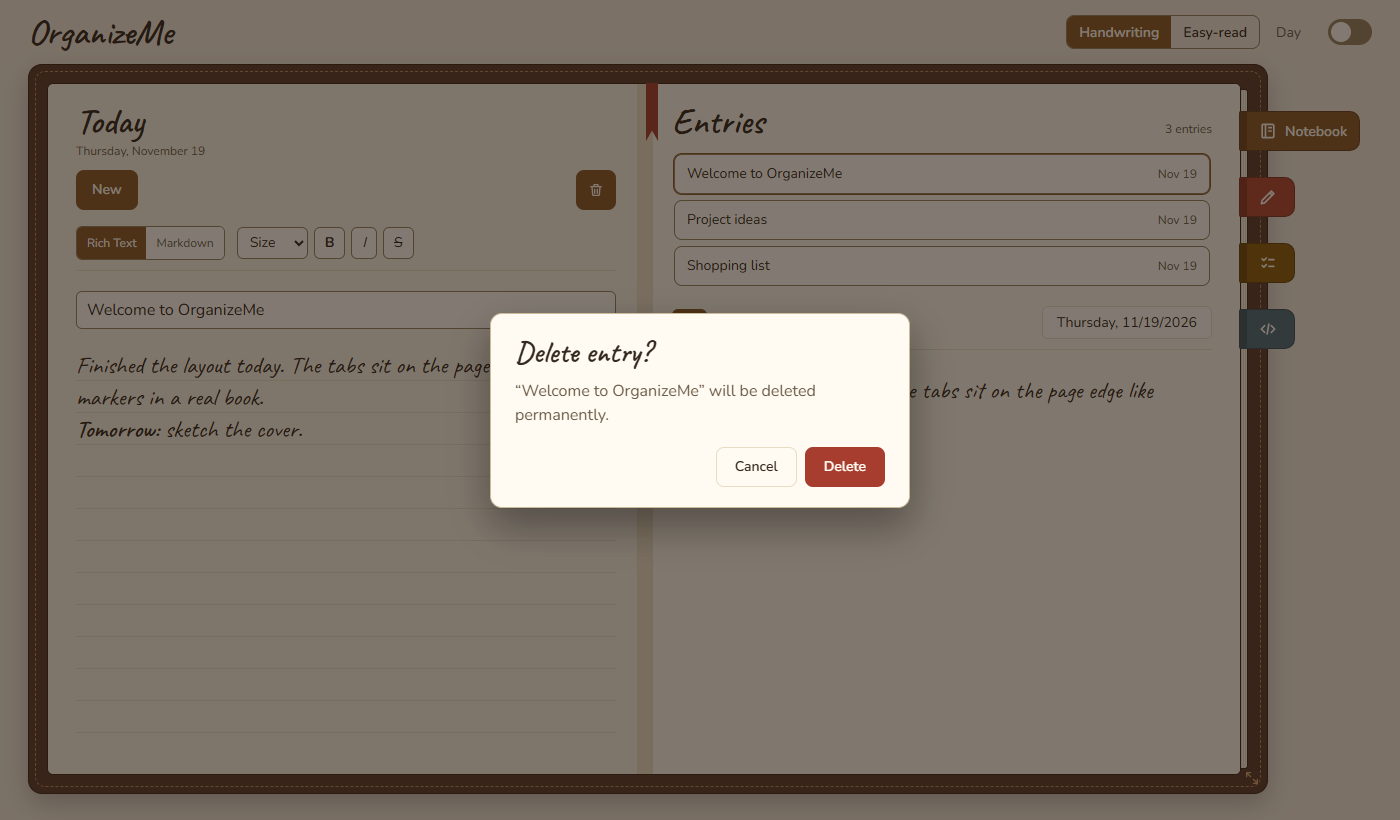 OrganizeMe
Handwriting Easy-read Day
Today
Thursday, November 19
New
Rich Text Markdown Size B I S
Welcome to OrganizeMe
Finished the layout today. The tabs sit on the page
markers in a real book.
Tomorrow: sketch the cover.
Entries
3 entries
Welcome to OrganizeMe Nov 19
Project ideas Nov 19
Shopping list Nov 19
Thursday, 11/19/2026
tabs sit on the page edge like
Delete entry?
“Welcome to OrganizeMe” will be deleted
permanently.
Cancel Delete
Notebook